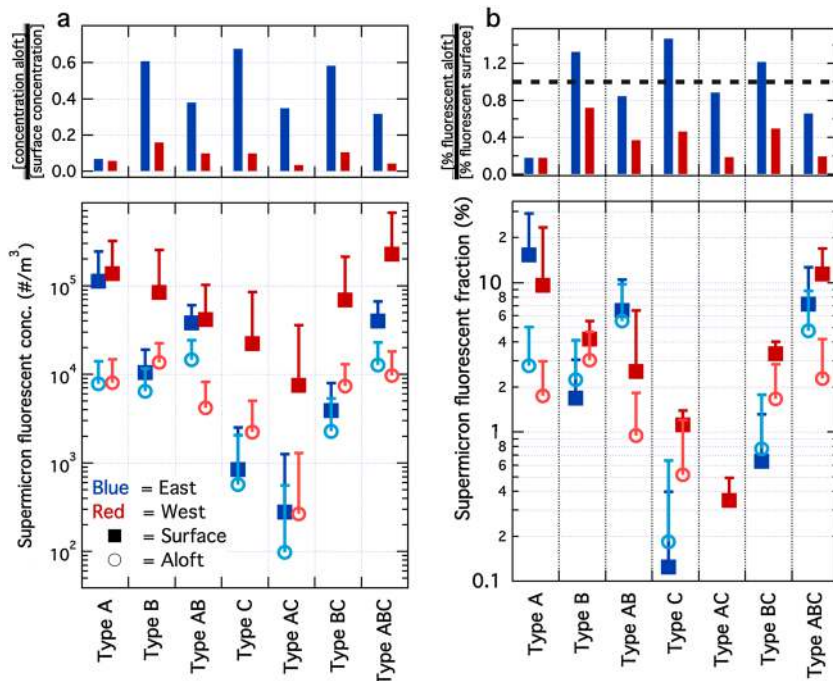 a
[concentration aloft]
[surface concentration]
0.6
0.4
0.2
0.0
Supermicron fluorescent conc. (#/m³)
10⁵
10⁴
10³
10²
Blue = East
Red = West
= Surface
= Aloft
Type A
Type B
Type AB
Type C
Type AC
Type BC
Type ABC
b
[% fluorescent aloft]
[% fluorescent surface]
1.2
0.8
0.4
0.0
Supermicron fluorescent fraction (%)
2
10
8
6
4
2
1
8
6
4
2
0.1
Type A
Type B
Type AB
Type C
Type AC
Type BC
Type ABC